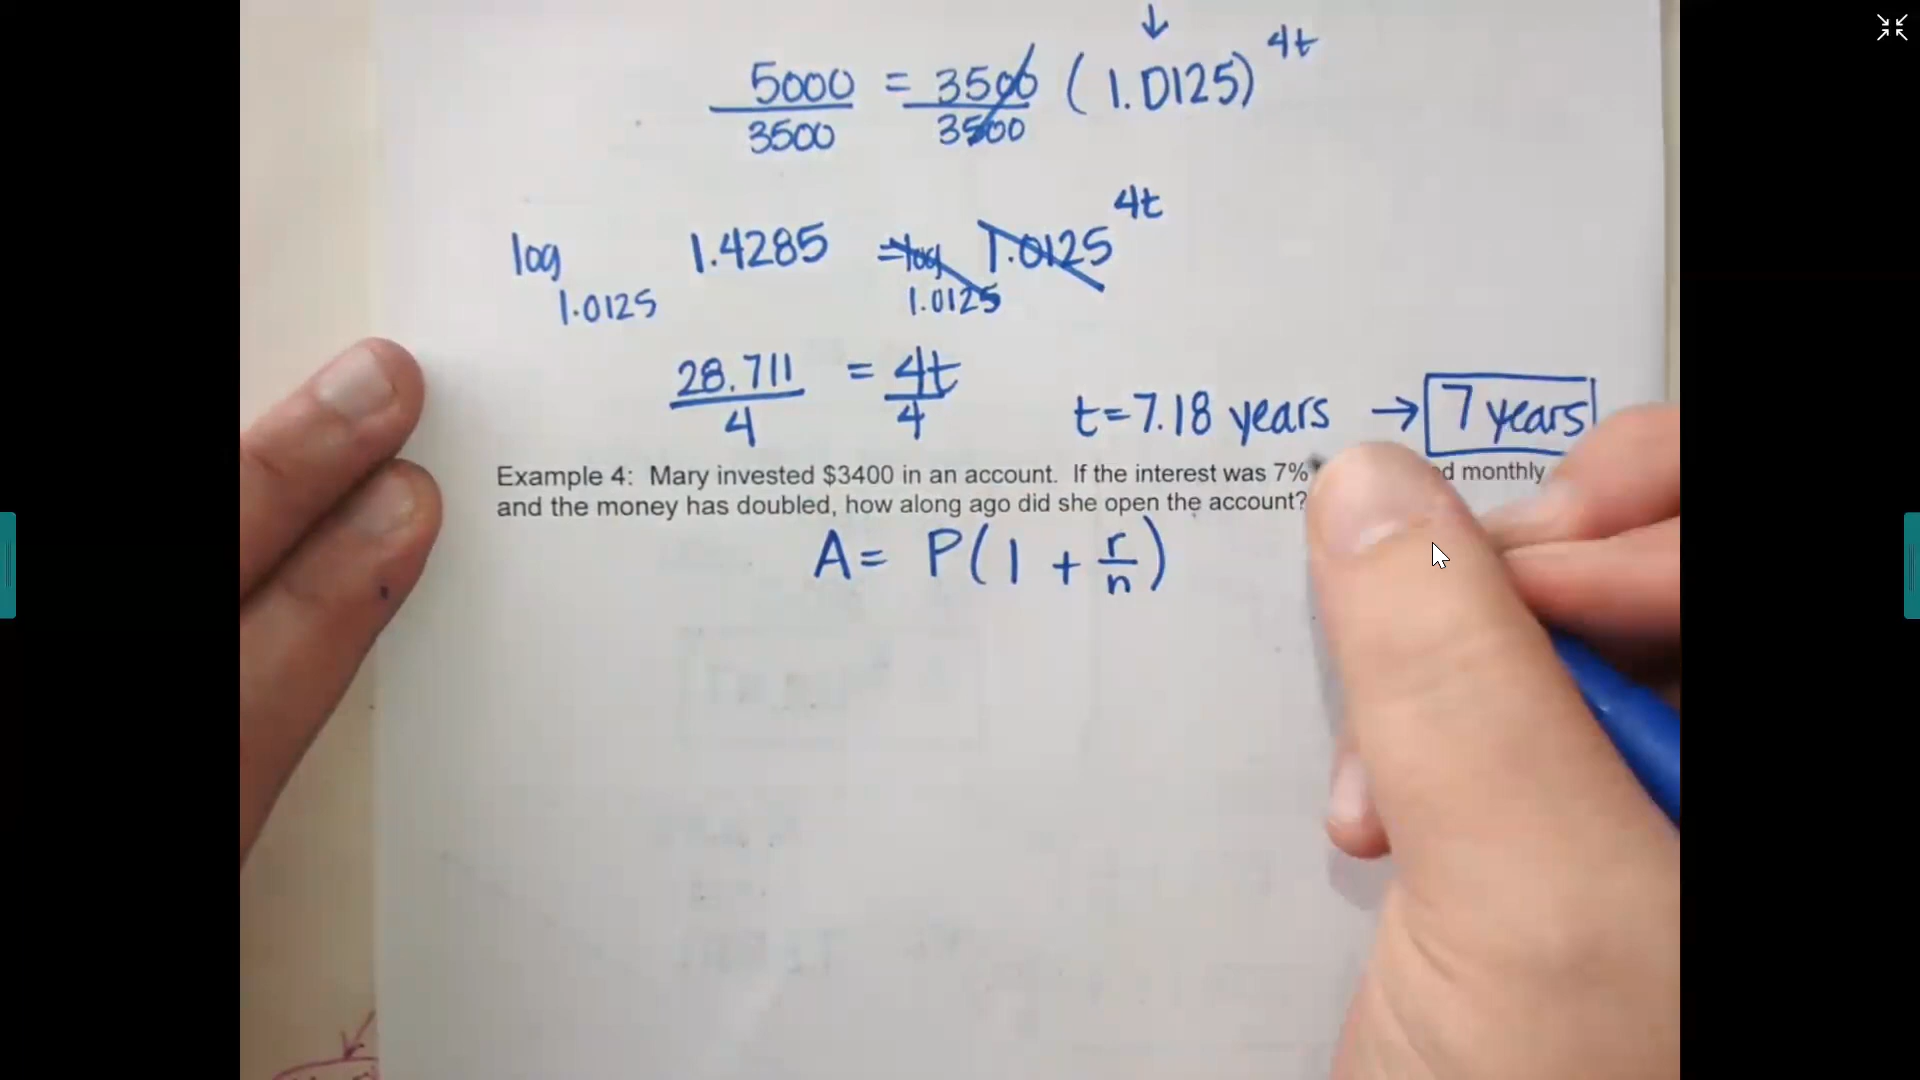 5000 = 3500 (1.0125)^4t
3500 3500
log 1.0125 1.4285 = log 1.0125 1.0125^4t
28.711 = 4t
4 4
t=7.18 years → 7 years
Example 4: Mary invested $3400 in an account. If the interest was 7% monthly
and the money has doubled, how along ago did she open the account?
A = P(1 + r/n)